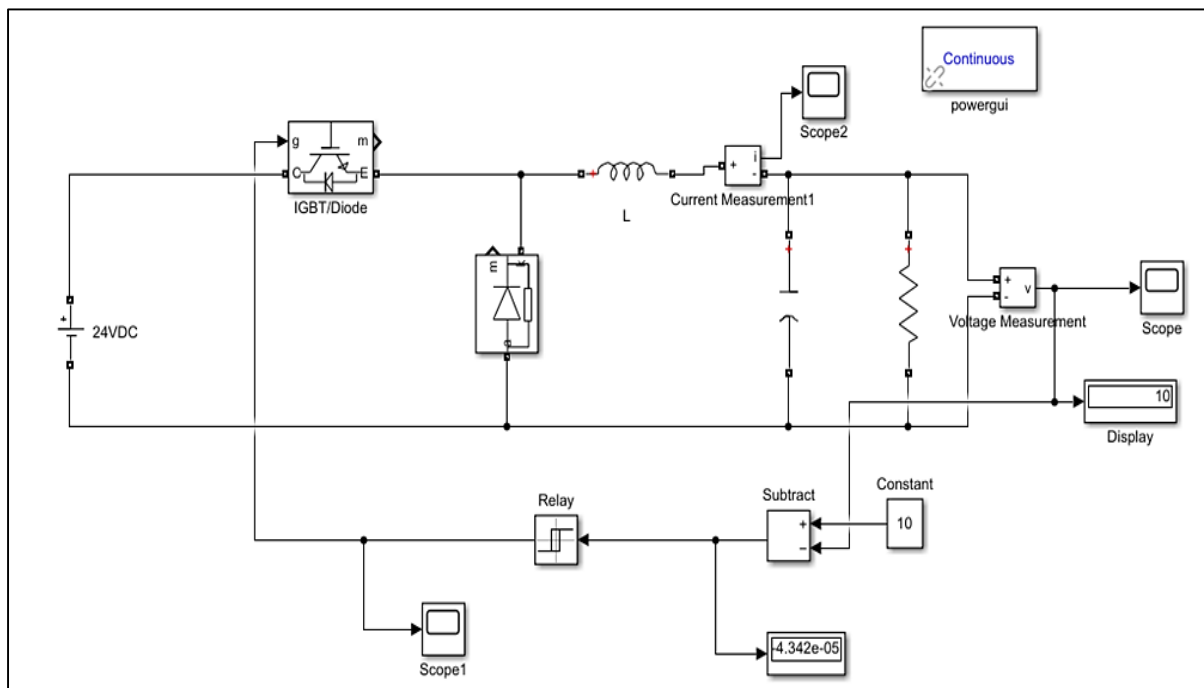 Continuous
powergui
Scope2
g
m
C
E
IGBT/Diode
+
i
-
Current Measurement1
L
m
k
a
+
24VDC
+
-
v
Voltage Measurement
Scope
10
Display
Relay
Subtract
+
−
Constant
10
Scope1
-4.342e-05